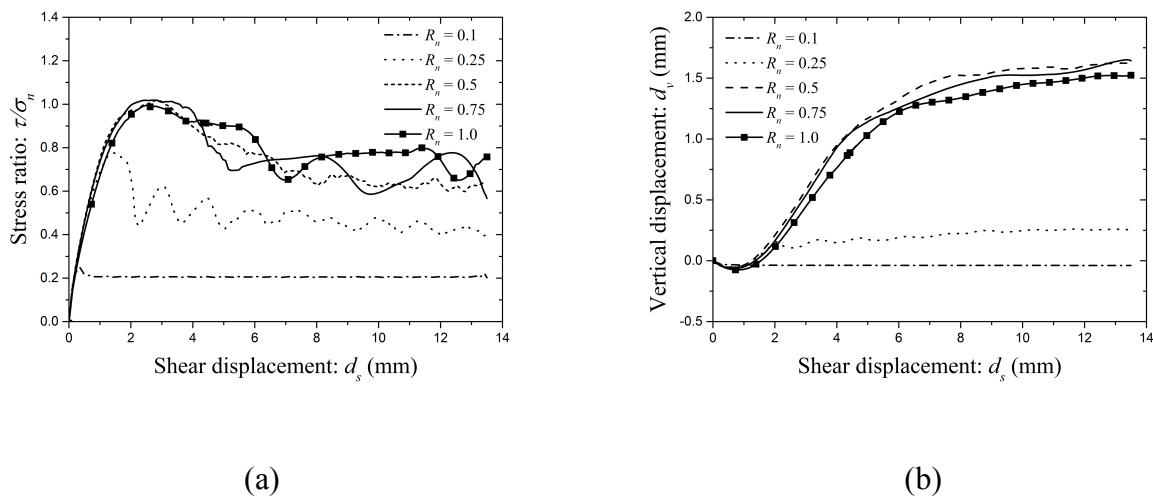 1.4
1.2
1.0
0.8
0.6
0.4
0.2
0.0
Stress ratio: τ/σn
0 2 4 6 8 10 12 14
Shear displacement: ds (mm)
Rn = 0.1
Rn = 0.25
Rn = 0.5
Rn = 0.75
Rn = 1.0
(a)
2.0
1.5
1.0
0.5
0.0
-0.5
Vertical displacement: dv (mm)
0 2 4 6 8 10 12 14
Shear displacement: ds (mm)
Rn = 0.1
Rn = 0.25
Rn = 0.5
Rn = 0.75
Rn = 1.0
(b)